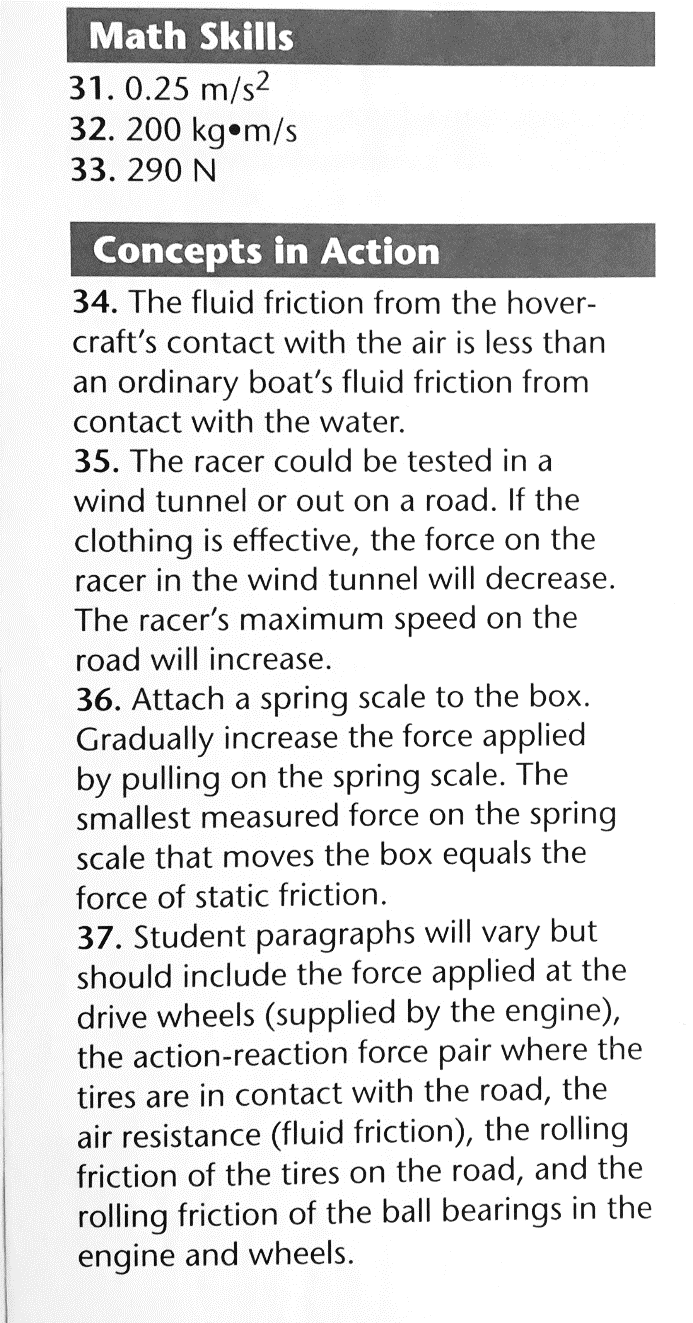 Math Skills
31. 0.25 m/s²
32. 200 kg•m/s
33. 290 N
Concepts in Action
34. The fluid friction from the hover-
craft's contact with the air is less than
an ordinary boat's fluid friction from
contact with the water.
35. The racer could be tested in a
wind tunnel or out on a road. If the
clothing is effective, the force on the
racer in the wind tunnel will decrease.
The racer's maximum speed on the
road will increase.
36. Attach a spring scale to the box.
Gradually increase the force applied
by pulling on the spring scale. The
smallest measured force on the spring
scale that moves the box equals the
force of static friction.
37. Student paragraphs will vary but
should include the force applied at the
drive wheels (supplied by the engine),
the action-reaction force pair where the
tires are in contact with the road, the
air resistance (fluid friction), the rolling
friction of the tires on the road, and the
rolling friction of the ball bearings in the
engine and wheels.